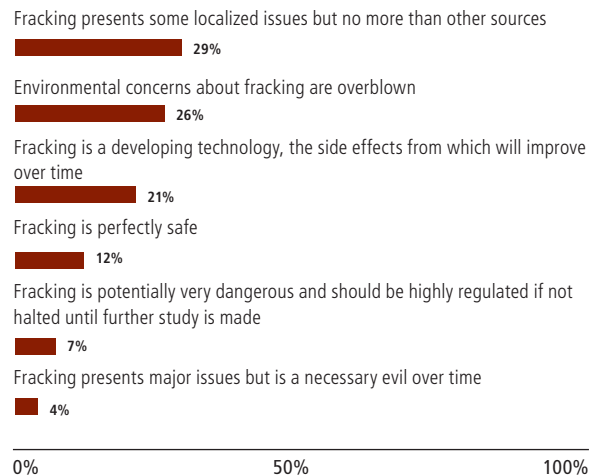 Fracking presents some localized issues but no more than other sources
29%
Environmental concerns about fracking are overblown
26%
Fracking is a developing technology, the side effects from which will improve
over time
21%
Fracking is perfectly safe
12%
Fracking is potentially very dangerous and should be highly regulated if not
halted until further study is made
7%
Fracking presents major issues but is a necessary evil over time
4%
0% 50% 100%